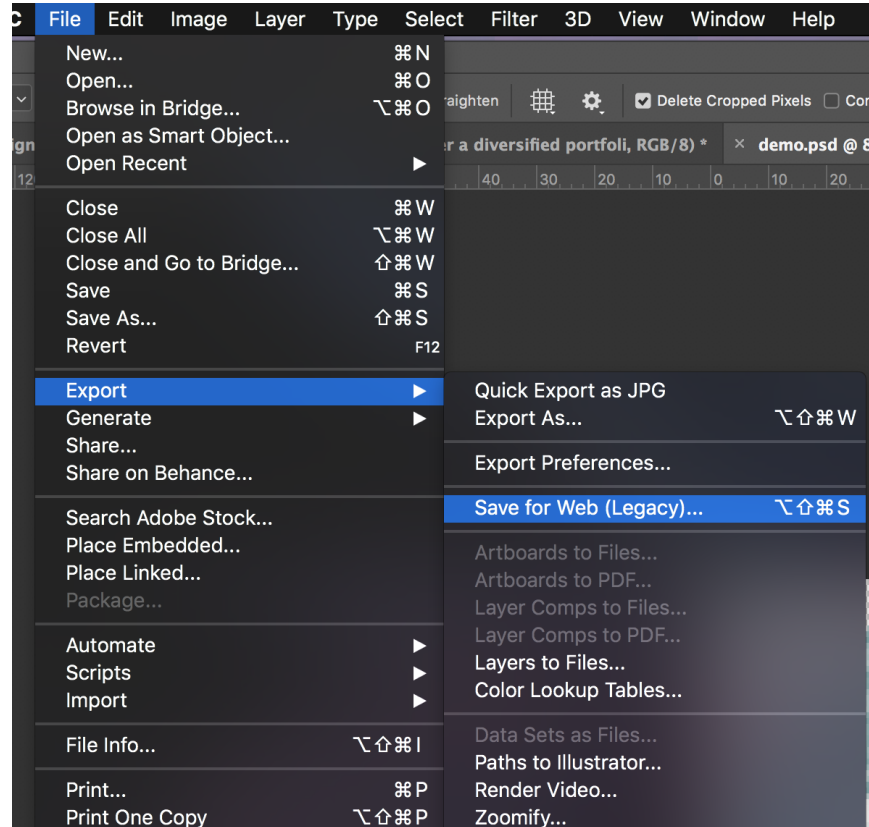 C File Edit Image Layer Type Select Filter 3D View Window Help
New... ⌘N
Open... ⌘O
Browse in Bridge... ⌥⌘O
Open as Smart Object...
Open Recent ▶
Close ⌘W
Close All ⌥⌘W
Close and Go to Bridge... ⇧⌘W
Save ⌘S
Save As... ⇧⌘S
Revert F12
Export ▶
Generate ▶
Share...
Share on Behance...
Search Adobe Stock...
Place Embedded...
Place Linked...
Package...
Automate ▶
Scripts ▶
Import ▶
File Info... ⌥⇧⌘I
Print... ⌘P
Print One Copy ⌥⇧⌘P
raighten Delete Cropped Pixels Con
ign r a diversified portfoli, RGB/8) * × demo.psd @ 8
12 40 30 20 10 0 10 20
Quick Export as JPG
Export As... ⌥⇧⌘W
Export Preferences...
Save for Web (Legacy)... ⌥⇧⌘S
Artboards to Files...
Artboards to PDF...
Layer Comps to Files...
Layer Comps to PDF...
Layers to Files...
Color Lookup Tables...
Data Sets as Files...
Paths to Illustrator...
Render Video...
Zoomify...